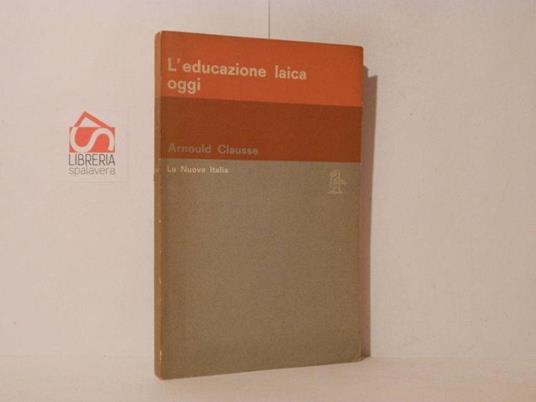 L'educazione laica
oggi
Arnould Clausse
La Nuova Italia
LIBRERIA
spalavera